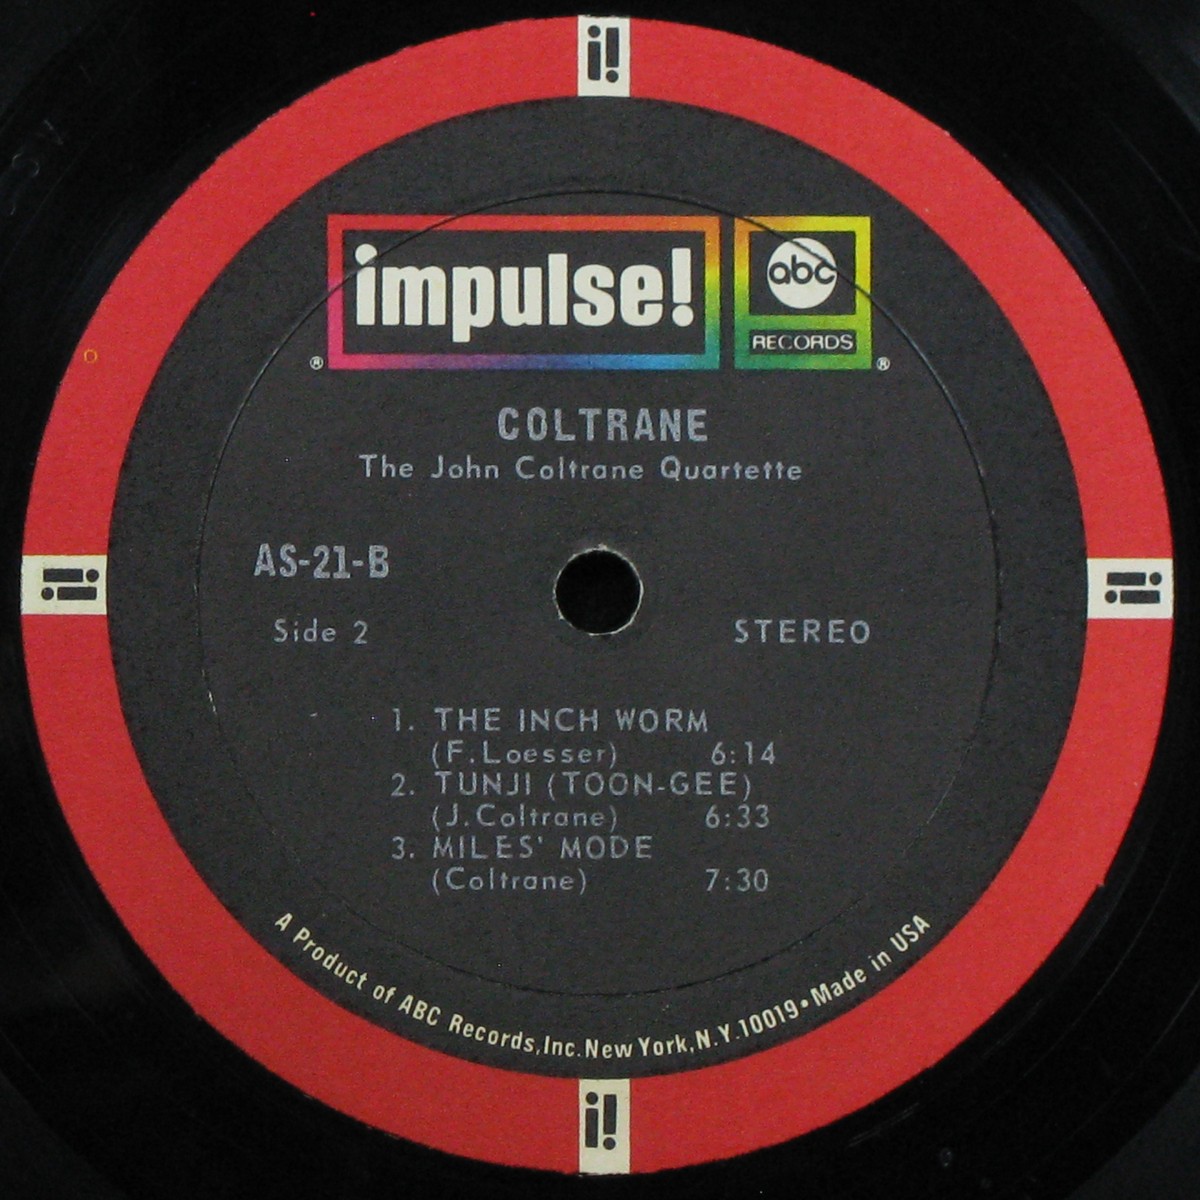 i!
impulse!
abc
RECORDS
® ®
COLTRANE
The John Coltrane Quartette
AS-21-B
i! i!
Side 2 STEREO
1. THE INCH WORM
(F. Loesser) 6:14
2. TUNJI (TOON-GEE)
(J. Coltrane) 6:33
3. MILES' MODE
(Coltrane) 7:30
A Product of ABC Records, Inc. New York, N.Y. 10019 • Made in USA
i!